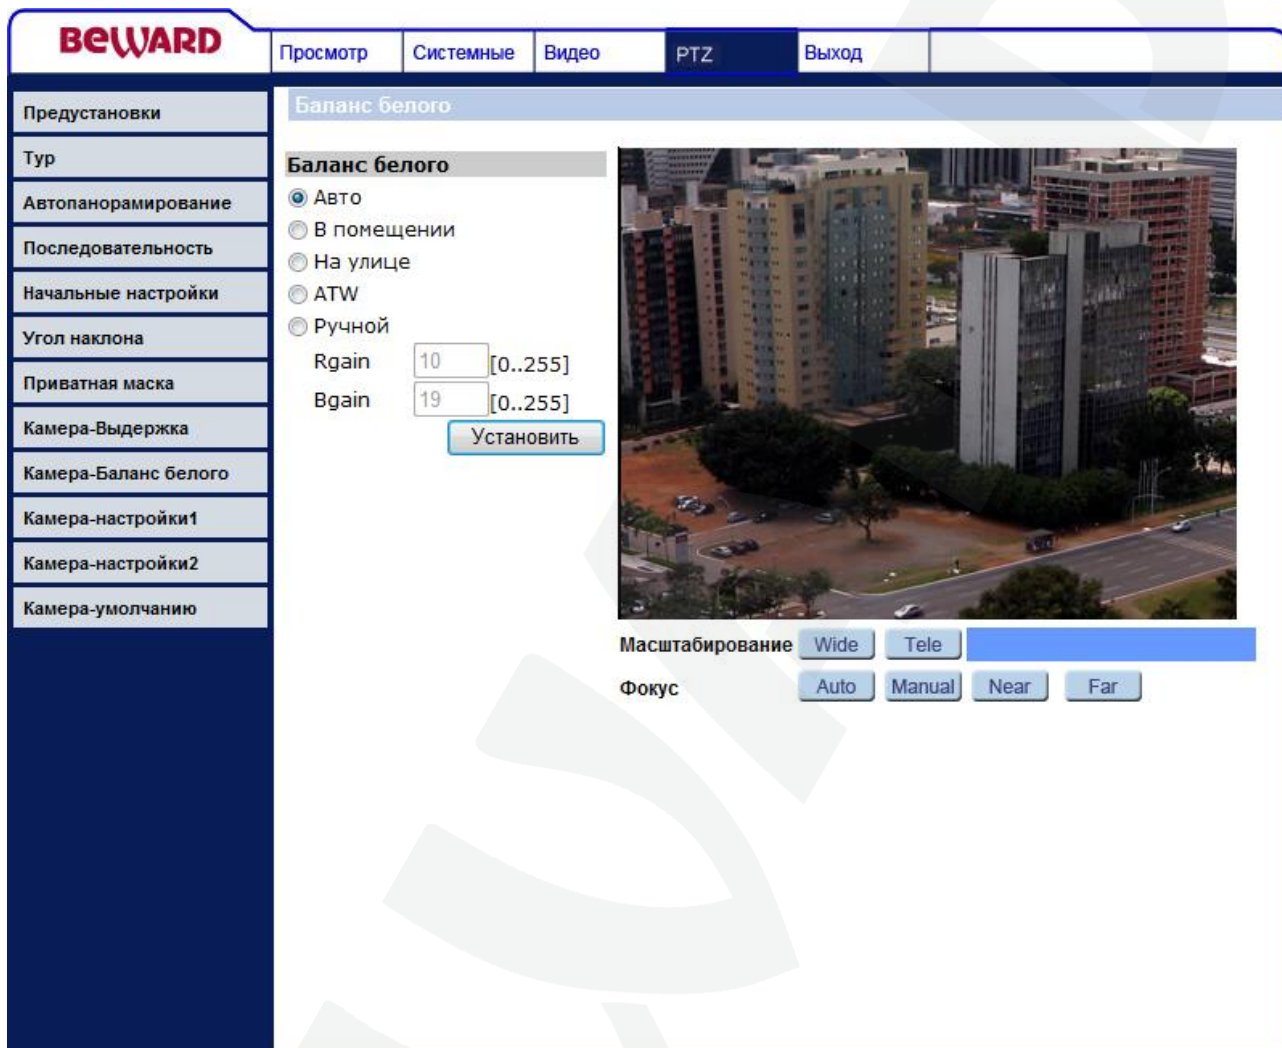 BEWARD
Просмотр Системные Видео PTZ Выход
Предустановки
Тур
Автопанорамирование
Последовательность
Начальные настройки
Угол наклона
Приватная маска
Камера-Выдержка
Камера-Баланс белого
Камера-настройки1
Камера-настройки2
Камера-умолчанию
Баланс белого
Баланс белого
Авто
В помещении
На улице
ATW
Ручной
Rgain 10 [0..255]
Bgain 19 [0..255]
Установить
Масштабирование Wide Tele
Фокус Auto Manual Near Far